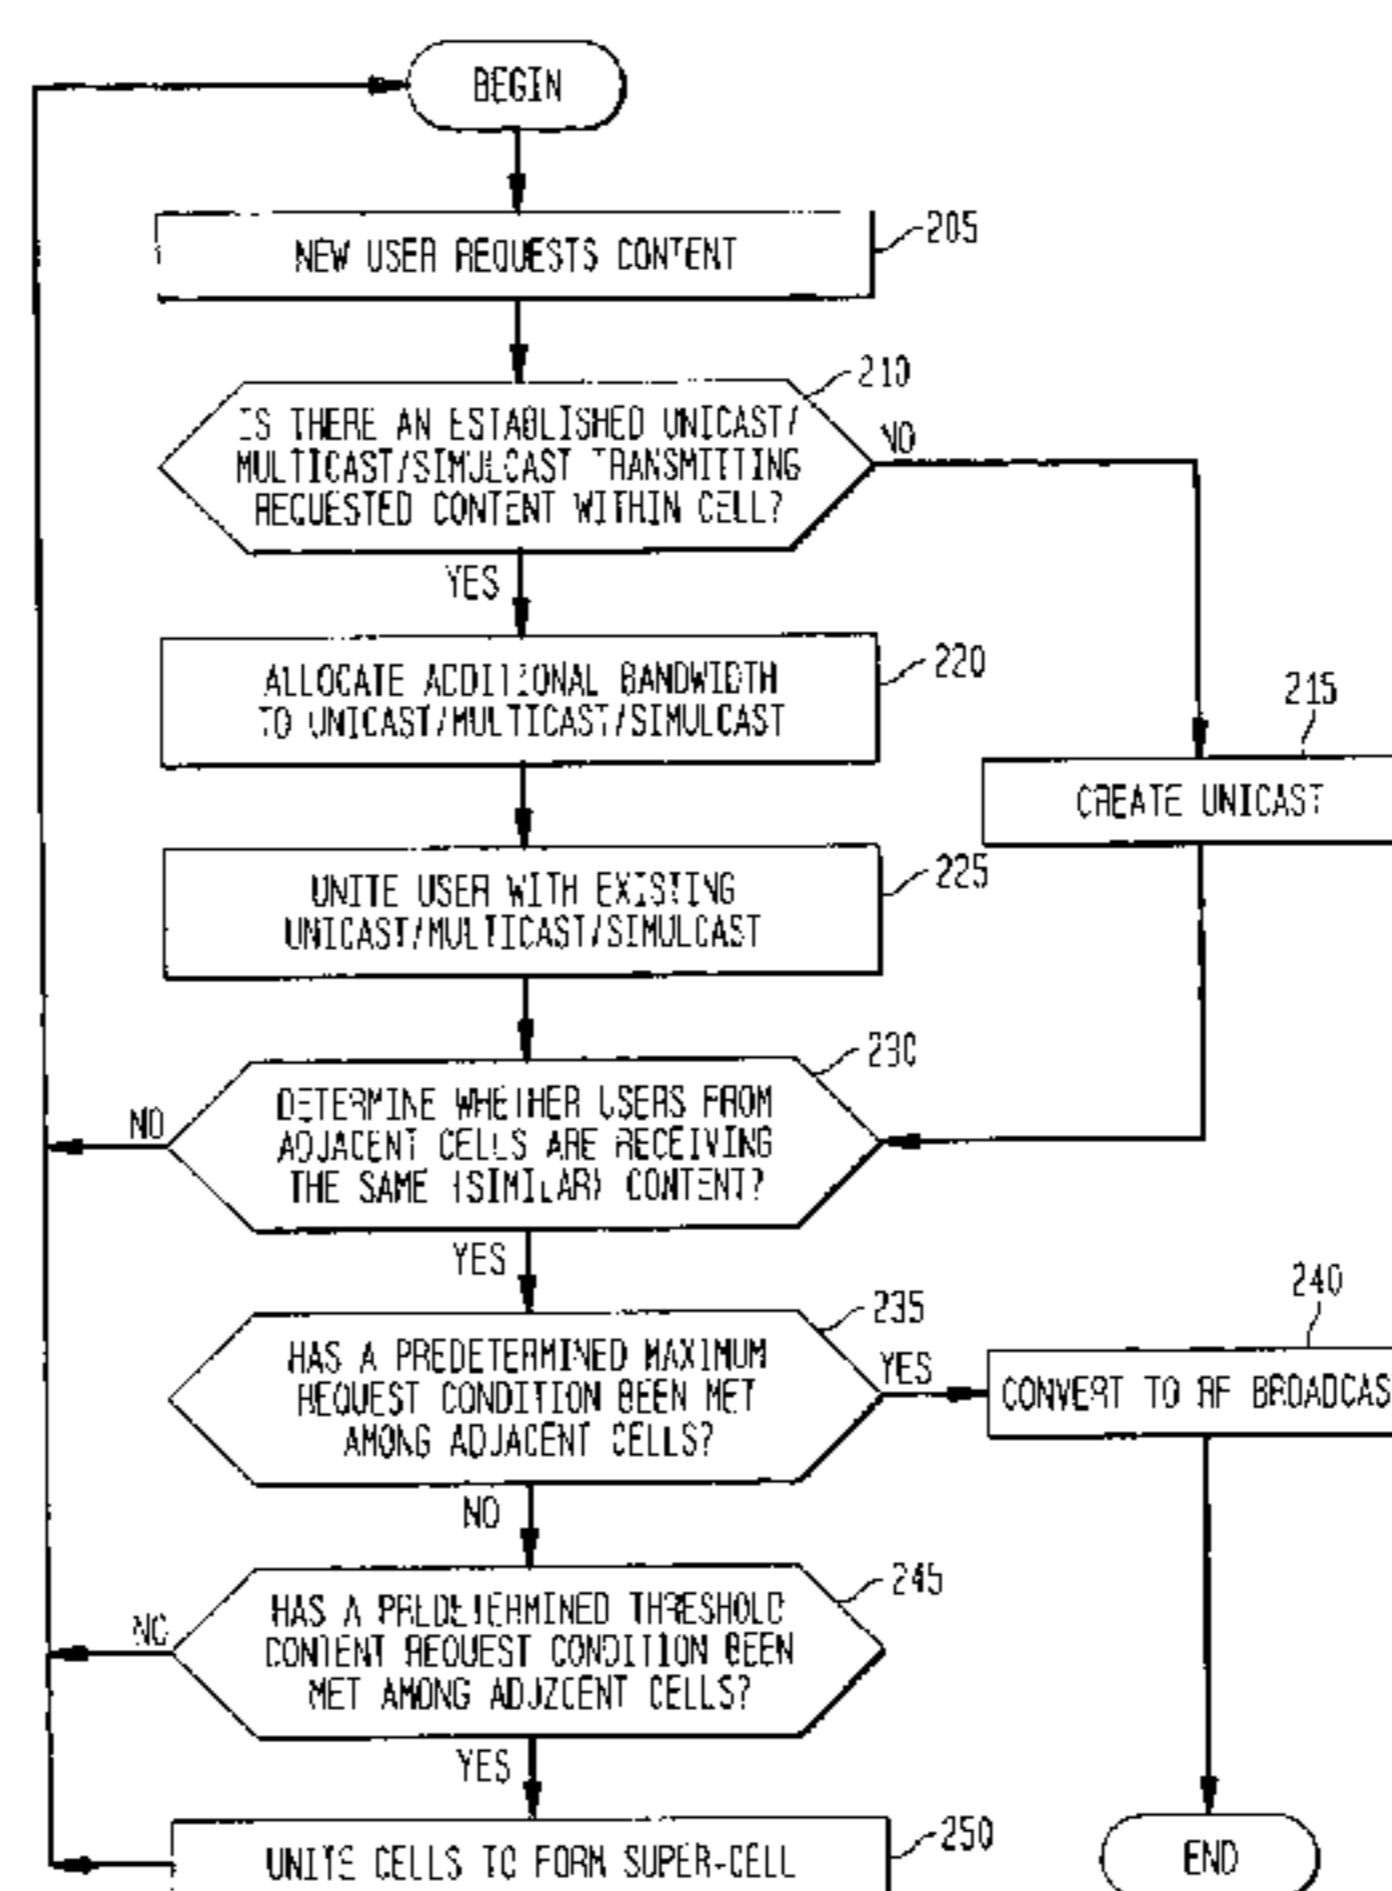 BEGIN
NEW USER REQUESTS CONTENT
205
IS THERE AN ESTABLISHED UNICAST/
MULTICAST/SIMULCAST TRANSMITTING
REQUESTED CONTENT WITHIN CELL?
210
NO
YES
ALLOCATE ADDITIONAL BANDWIDTH
TO UNICAST/MULTICAST/SIMULCAST
220
215
CREATE UNICAST
UNITE USER WITH EXISTING
UNICAST/MULTICAST/SIMULCAST
225
230
DETERMINE WHETHER USERS FROM
ADJACENT CELLS ARE RECEIVING
THE SAME (SIMILAR) CONTENT?
NO
YES
235
HAS A PREDETERMINED MAXIMUM
REQUEST CONDITION BEEN MET
AMONG ADJACENT CELLS?
YES
240
CONVERT TO RF BROADCAS
NO
245
HAS A PREDETERMINED THRESHOLD
CONTENT REQUEST CONDITION BEEN
MET AMONG ADJACENT CELLS?
NO
YES
250
UNITE CELLS TO FORM SUPER-CELL
END